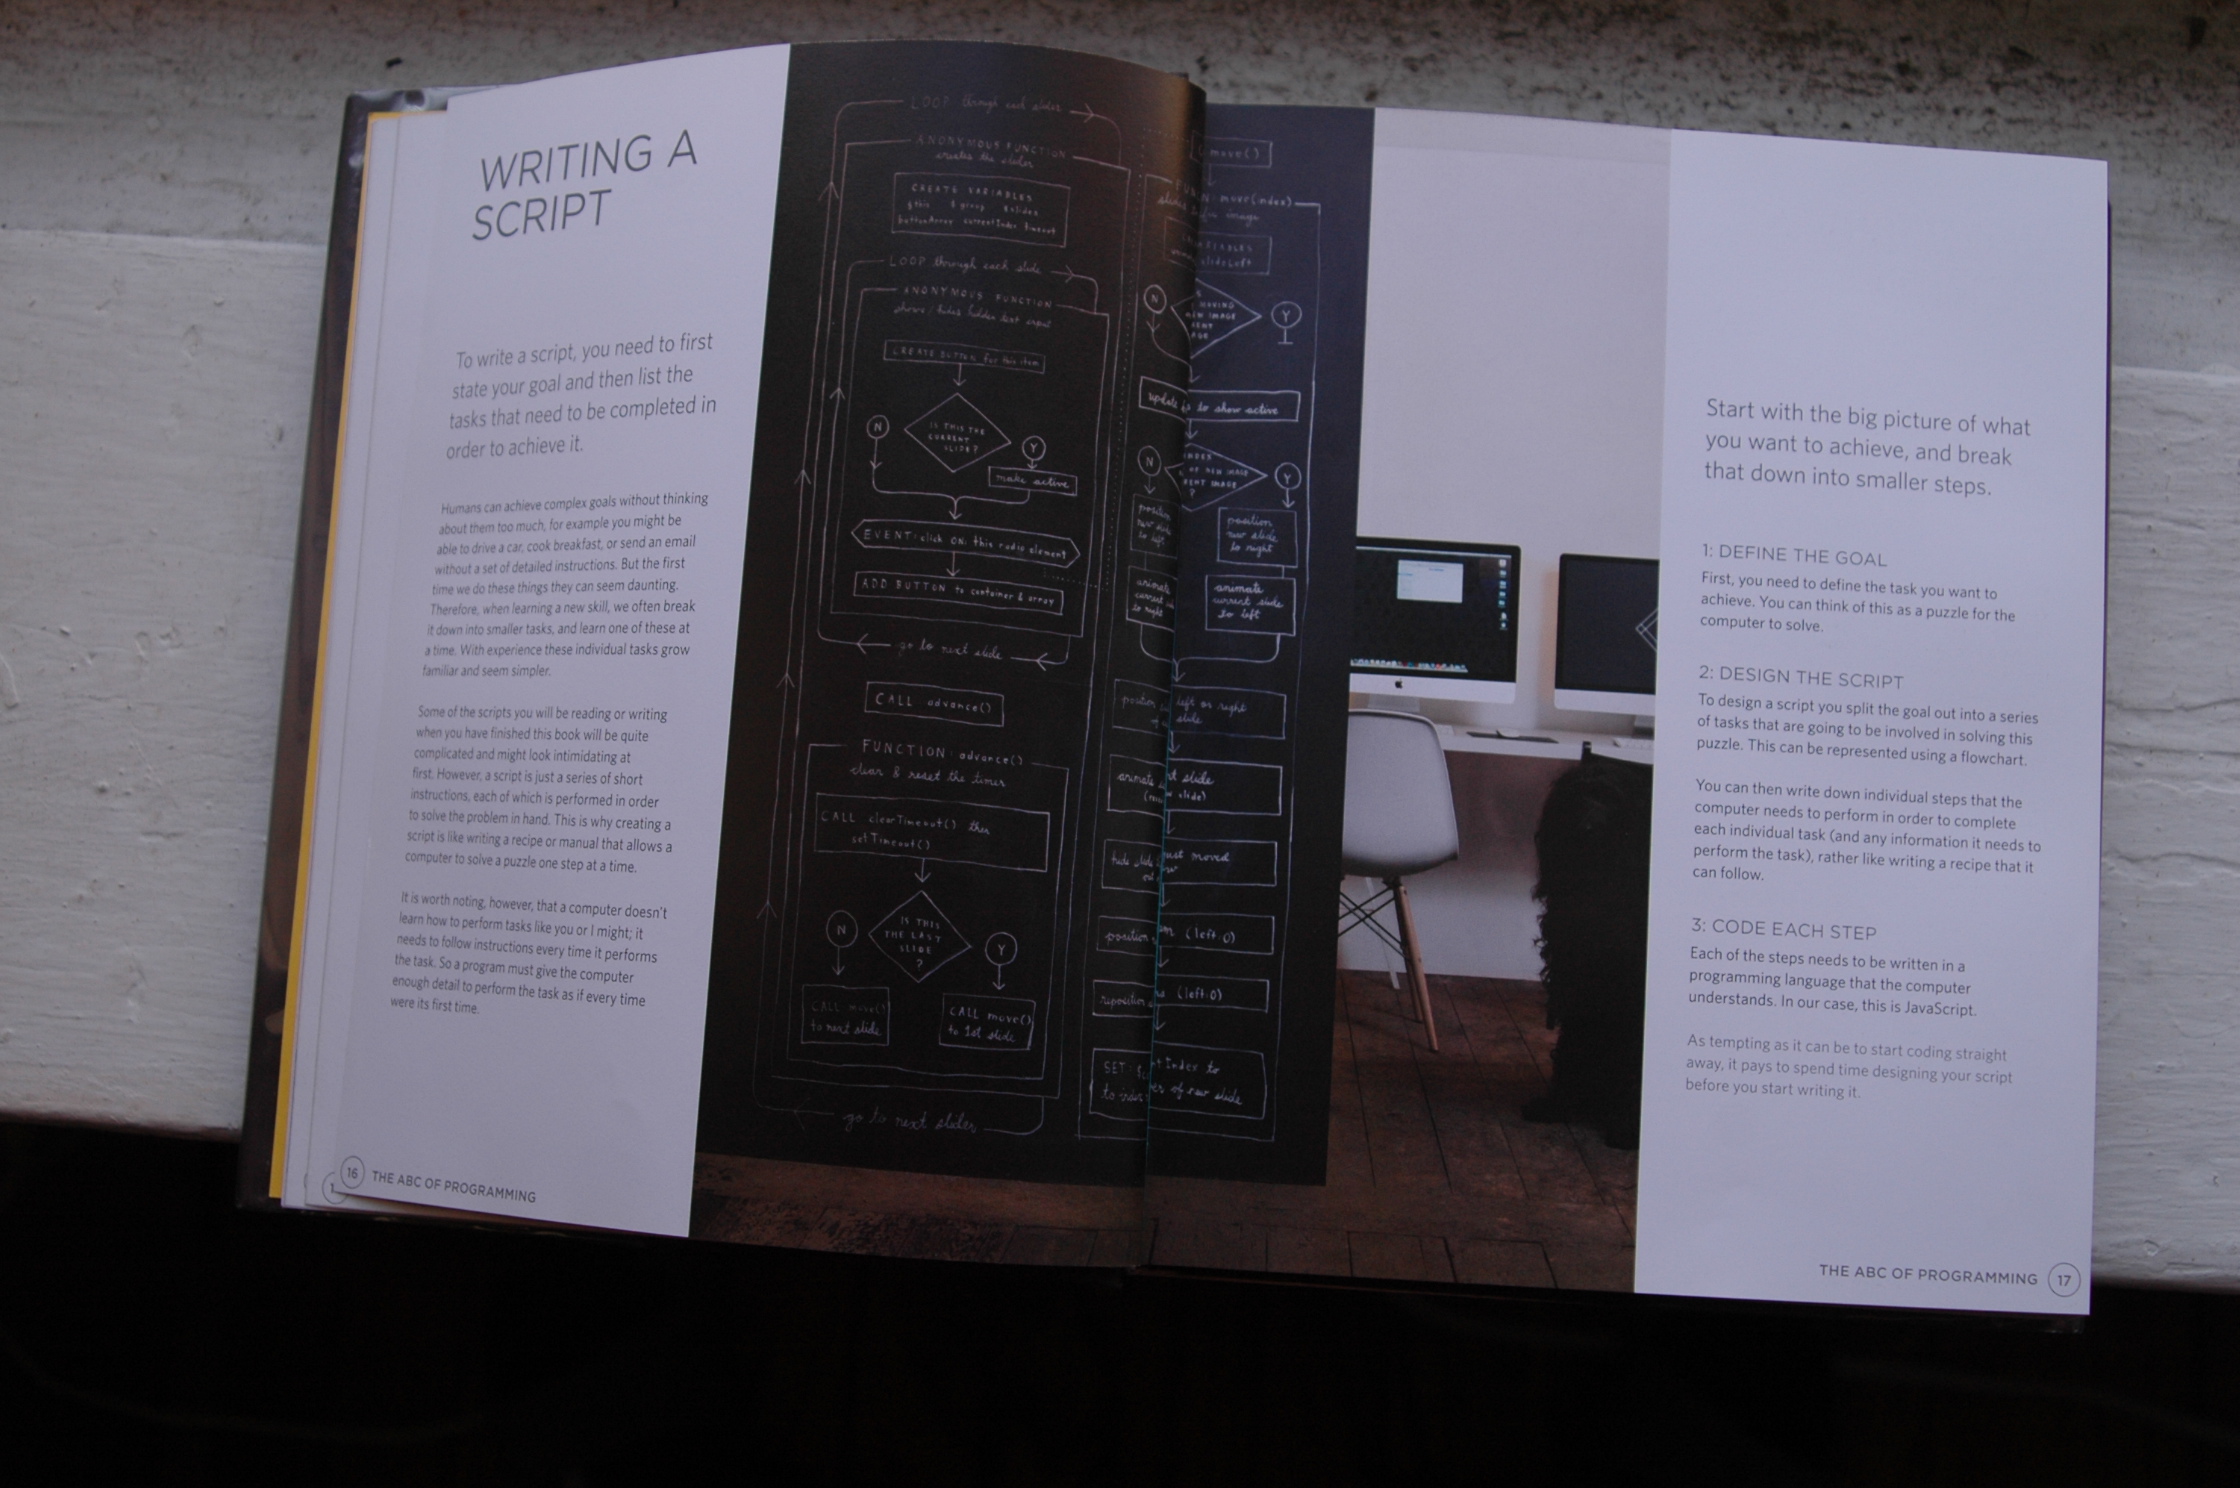 WRITING A
SCRIPT
To write a script, you need to first
state your goal and then list the
tasks that need to be completed in
order to achieve it.
Humans can achieve complex goals without thinking
about them too much, for example you might be
able to drive a car, cook breakfast, or send an email
without a set of detailed instructions. But the first
time we do these things they can seem daunting.
Therefore, when learning a new skill, we often break
it down into smaller tasks, and learn one of these at
a time. With experience these individual tasks grow
familiar and seem simpler.
Some of the scripts you will be reading or writing
when you have finished this book will be quite
complicated and might look intimidating at
first. However, a script is just a series of short
instructions, each of which is performed in order
to solve the problem in hand. This is why creating a
script is like writing a recipe or manual that allows a
computer to solve a puzzle one step at a time.
It is worth noting, however, that a computer doesn't
learn how to perform tasks like you or I might; it
needs to follow instructions every time it performs
the task. So a program must give the computer
enough detail to perform the task as if every time
were its first time.
16 THE ABC OF PROGRAMMING
LOOP through each slider
ANONYMOUS FUNCTION
creates the slider
CREATE VARIABLES
$this $group $slides
buttonArray currentIndex timeout
LOOP through each slide
ANONYMOUS FUNCTION
shows/hides hidden text input
CREATE BUTTON for this item
IS THIS THE
CURRENT
SLIDE?
N
Y
make active
EVENT: click ON: this radio element
ADD BUTTON to container & array
go to next slide
CALL advance()
FUNCTION: advance()
clear & reset the timer
CALL clearTimeout() then
setTimeout()
IS THIS
THE LAST
SLIDE
?
N
Y
CALL move()
to next slide
CALL move()
to 1st slide
go to next slider
move()
move(index)
image
slideLeft
N
Y
MOVING
NEW IMAGE
update
to show active
N
Y
INDEX
OF NEW IMAGE
?
position
new slide
to left
position
new slide
to right
animate
current
to right
animate
current slide
to left
position
left or right
slide
animate
slide
slide)
hide
just moved
position
(left:0)
reposition
(left:0)
SET:
Index to
to index
of new slide
Start with the big picture of what
you want to achieve, and break
that down into smaller steps.
1: DEFINE THE GOAL
First, you need to define the task you want to
achieve. You can think of this as a puzzle for the
computer to solve.
2: DESIGN THE SCRIPT
To design a script you split the goal out into a series
of tasks that are going to be involved in solving this
puzzle. This can be represented using a flowchart.
You can then write down individual steps that the
computer needs to perform in order to complete
each individual task (and any information it needs to
perform the task), rather like writing a recipe that it
can follow.
3: CODE EACH STEP
Each of the steps needs to be written in a
programming language that the computer
understands. In our case, this is JavaScript.
As tempting as it can be to start coding straight
away, it pays to spend time designing your script
before you start writing it.
THE ABC OF PROGRAMMING 17